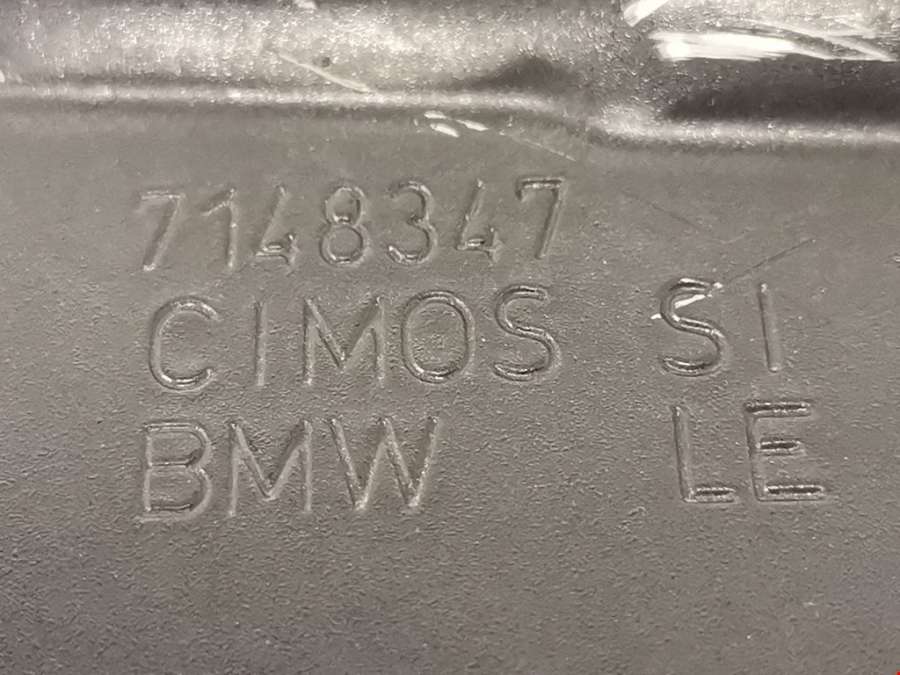 7148347
CIMOS SI
BMW LE